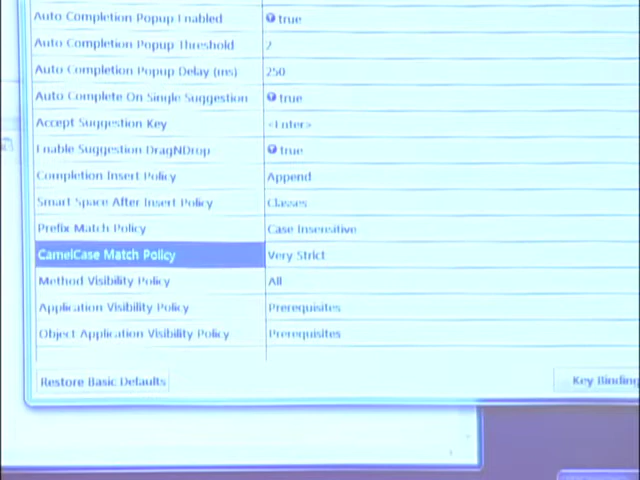 Auto Completion Popup Enabled true
Auto Completion Popup Threshold 2
Auto Completion Popup Delay (ms) 250
Auto Complete On Single Suggestion true
Accept Suggestion Key <Enter>
Enable Suggestion DragNDrop true
Completion Insert Policy Append
Smart Space After Insert Policy Classes
Prefix Match Policy Case Insensitive
CamelCase Match Policy Very Strict
Method Visibility Policy All
Application Visibility Policy Prerequisites
Object Application Visibility Policy Prerequisites
Restore Basic Defaults Key Binding